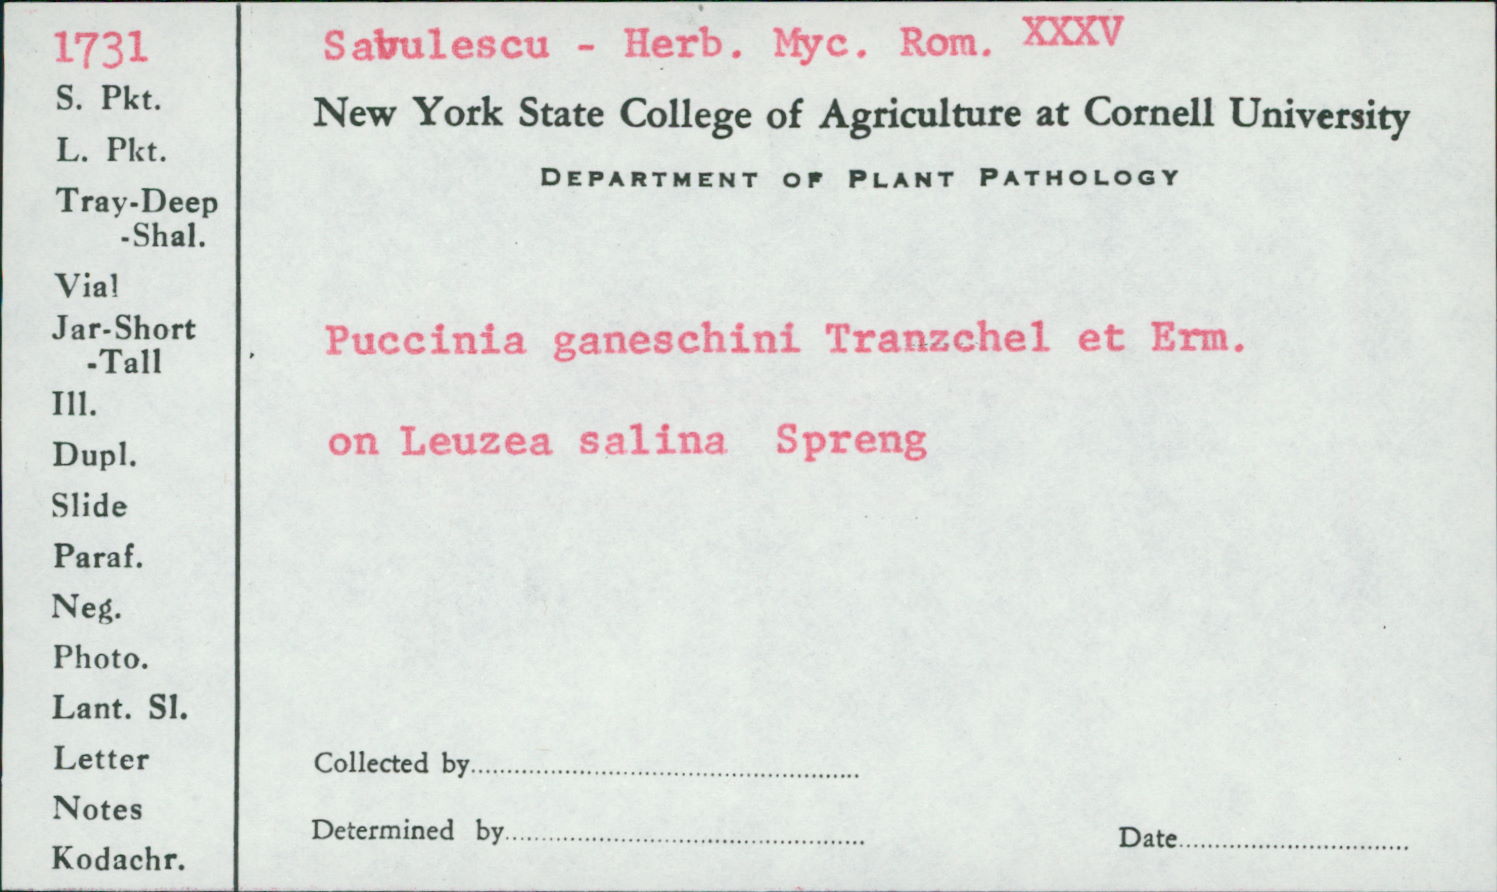 1731
S. Pkt.
L. Pkt.
Tray-Deep
-Shal.
Vial
Jar-Short
-Tall
Ill.
Dupl.
Slide
Paraf.
Neg.
Photo.
Lant. Sl.
Letter
Notes
Kodachr.
Savulescu - Herb. Myc. Rom. XXXV
New York State College of Agriculture at Cornell University
DEPARTMENT OF PLANT PATHOLOGY
Puccinia ganeschini Tranzchel et Erm.
on Leuzea salina Spreng
Collected by
Determined by
Date